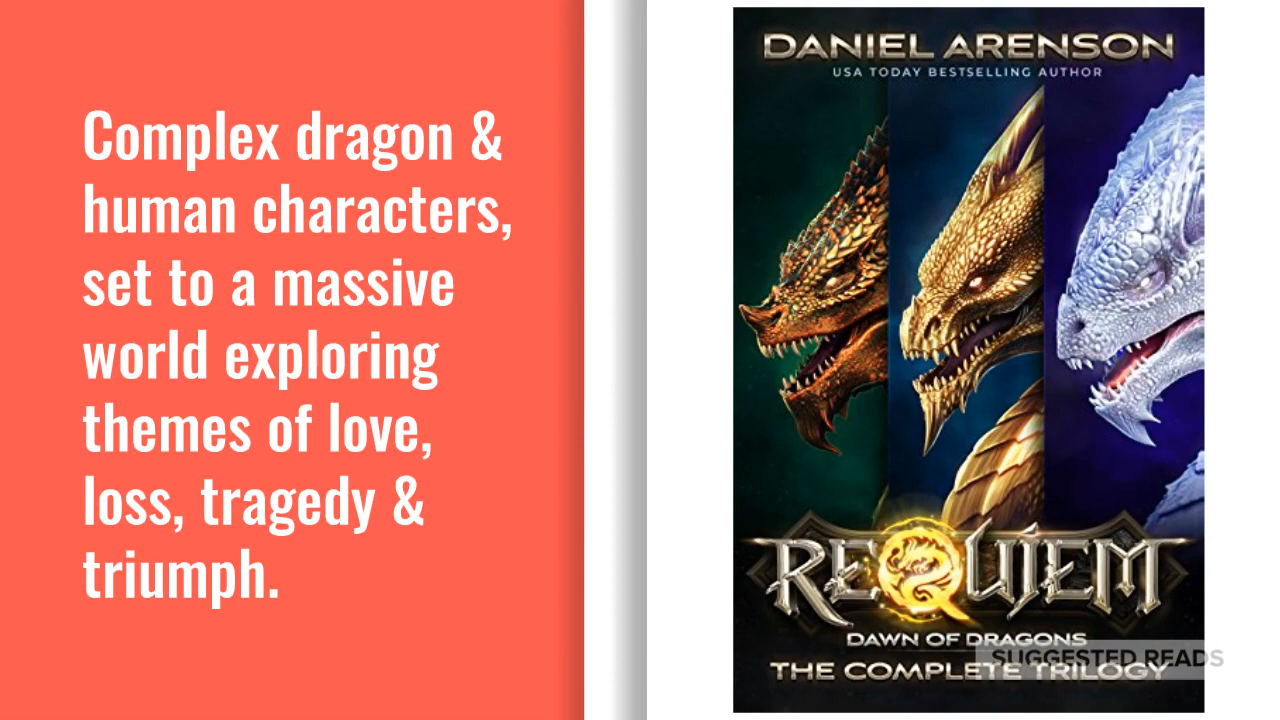 Complex dragon &
human characters,
set to a massive
world exploring
themes of love,
loss, tragedy &
triumph.
DANIEL ARENSON
USA TODAY BESTSELLING AUTHOR
REQUIEM
DAWN OF DRAGONS
THE COMPLETE TRILOGY
SUGGESTED READS